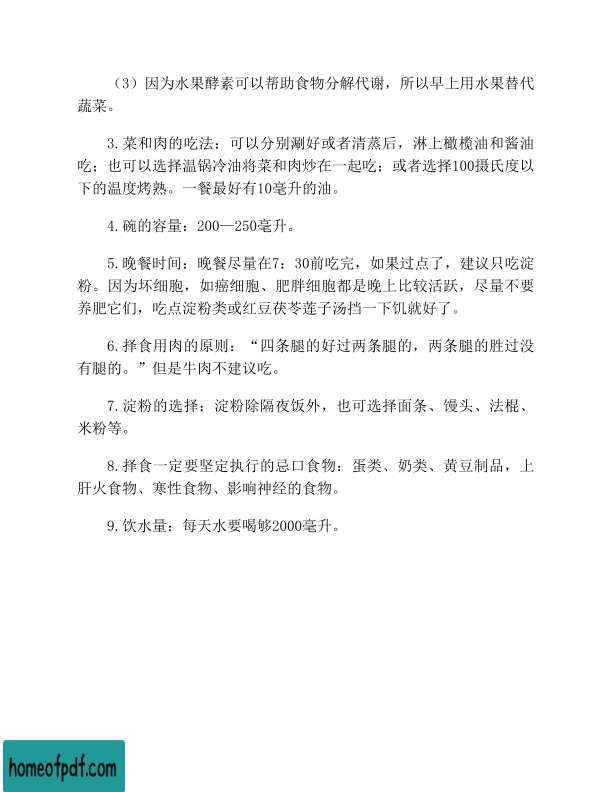 （3）因为水果酵素可以帮助食物分解代谢，所以早上用水果替代
蔬菜。
3.菜和肉的吃法：可以分别涮好或者清蒸后，淋上橄榄油和酱油
吃；也可以选择温锅冷油将菜和肉炒在一起吃；或者选择100摄氏度以
下的温度烤熟。一餐最好有10毫升的油。
4.碗的容量：200—250毫升。
5.晚餐时间：晚餐尽量在7：30前吃完，如果过点了，建议只吃淀
粉。因为坏细胞，如癌细胞、肥胖细胞都是晚上比较活跃，尽量不要
养肥它们，吃点淀粉类或红豆茯苓莲子汤挡一下饥就好了。
6.择食用肉的原则：“四条腿的好过两条腿的，两条腿的胜过没
有腿的。”但是牛肉不建议吃。
7.淀粉的选择：淀粉除隔夜饭外，也可选择面条、馒头、法棍、
米粉等。
8.择食一定要坚定执行的忌口食物：蛋类、奶类、黄豆制品，上
肝火食物、寒性食物、影响神经的食物。
9.饮水量：每天水要喝够2000毫升。
homeofpdf.com